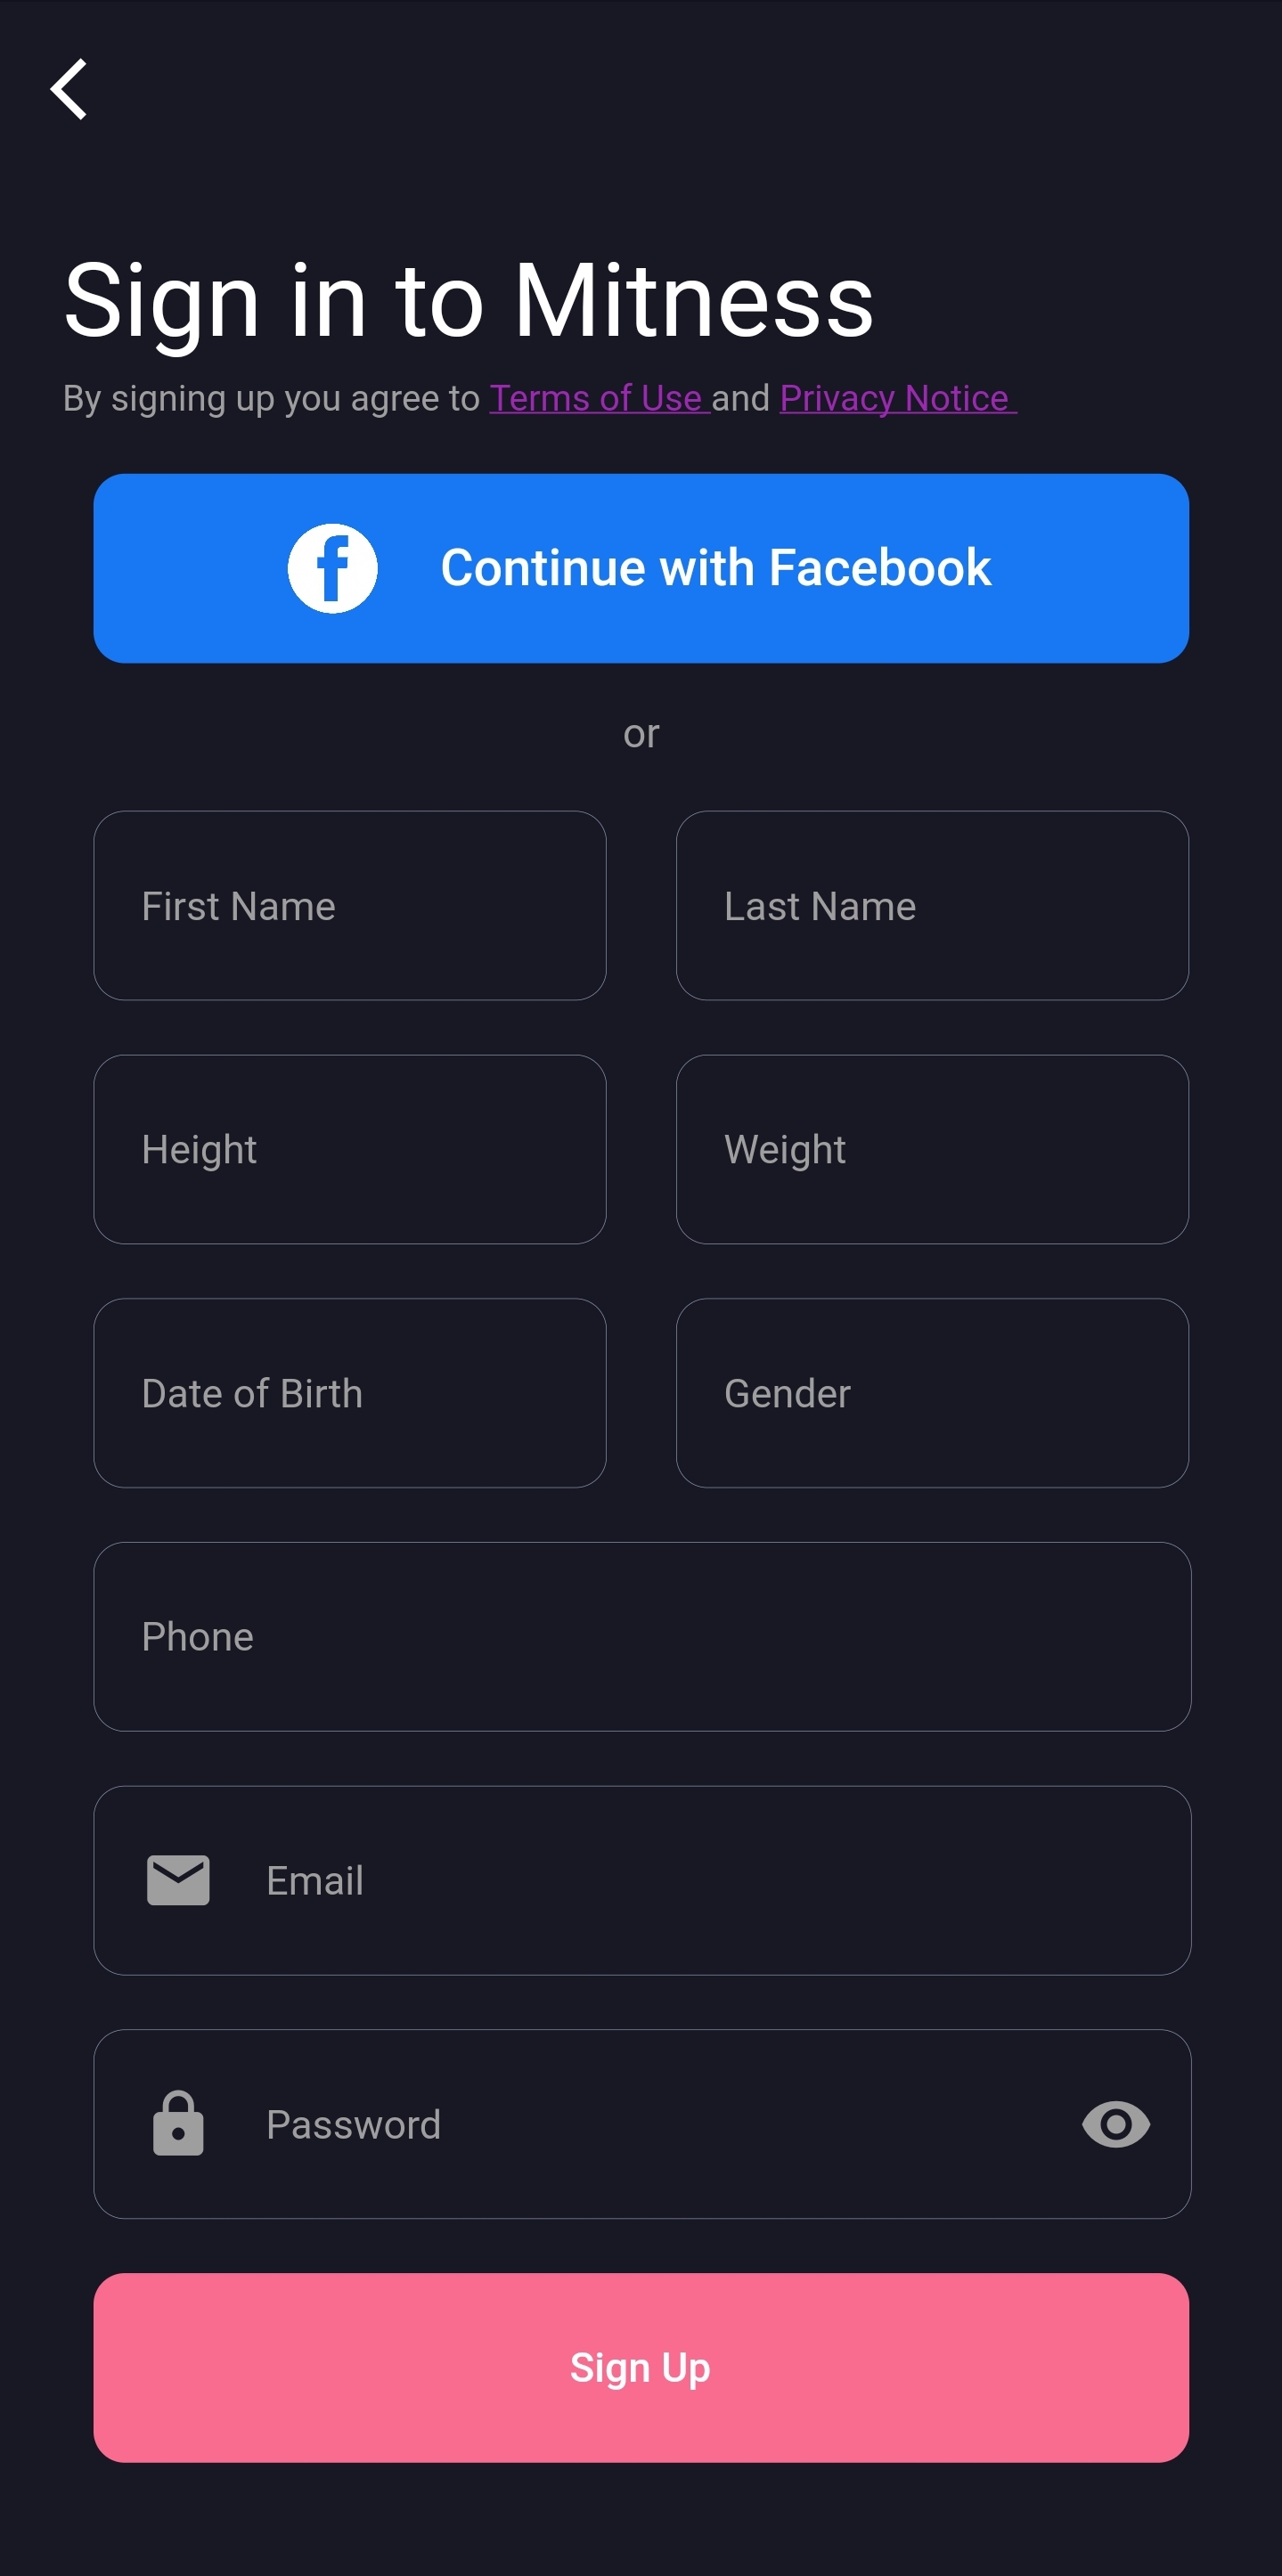 Sign in to Mitness
By signing up you agree to Terms of Use and Privacy Notice
Continue with Facebook
or
First Name
Last Name
Height
Weight
Date of Birth
Gender
Phone
Email
Password
Sign Up